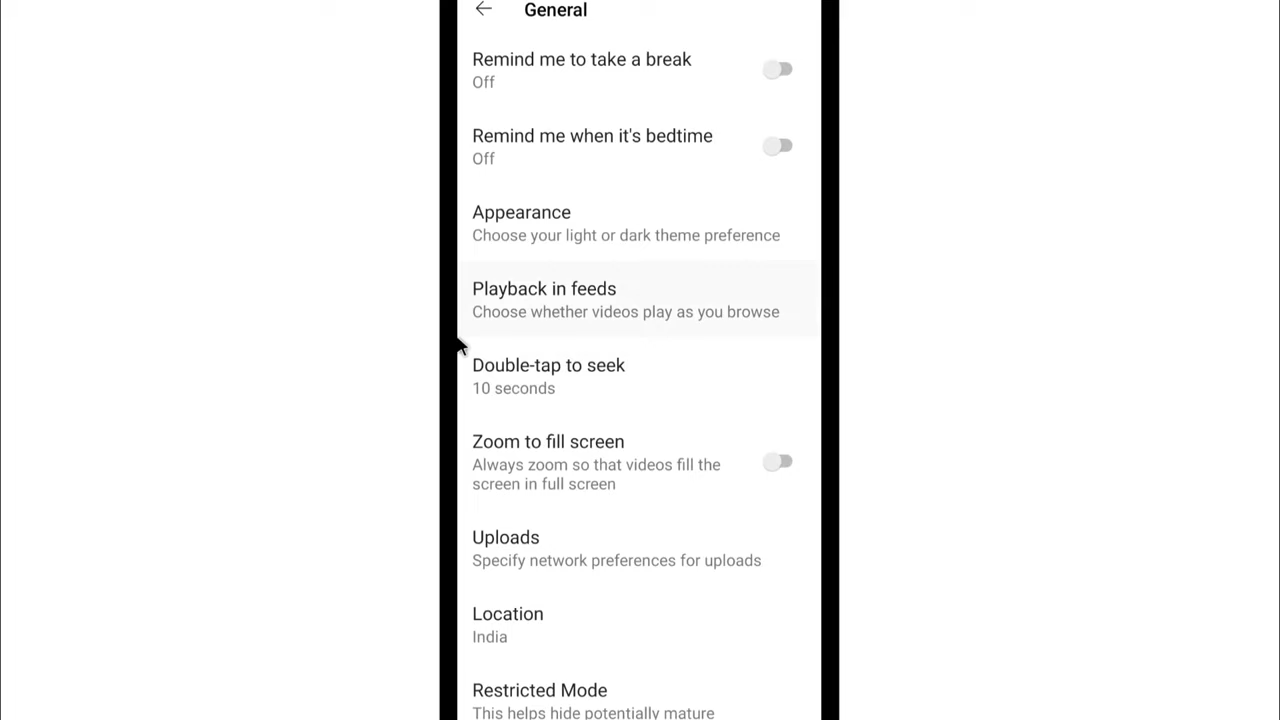 General
Remind me to take a break
Off
Remind me when it's bedtime
Off
Appearance
Choose your light or dark theme preference
Playback in feeds
Choose whether videos play as you browse
Double-tap to seek
10 seconds
Zoom to fill screen
Always zoom so that videos fill the
screen in full screen
Uploads
Specify network preferences for uploads
Location
India
Restricted Mode
This helps hide potentially mature